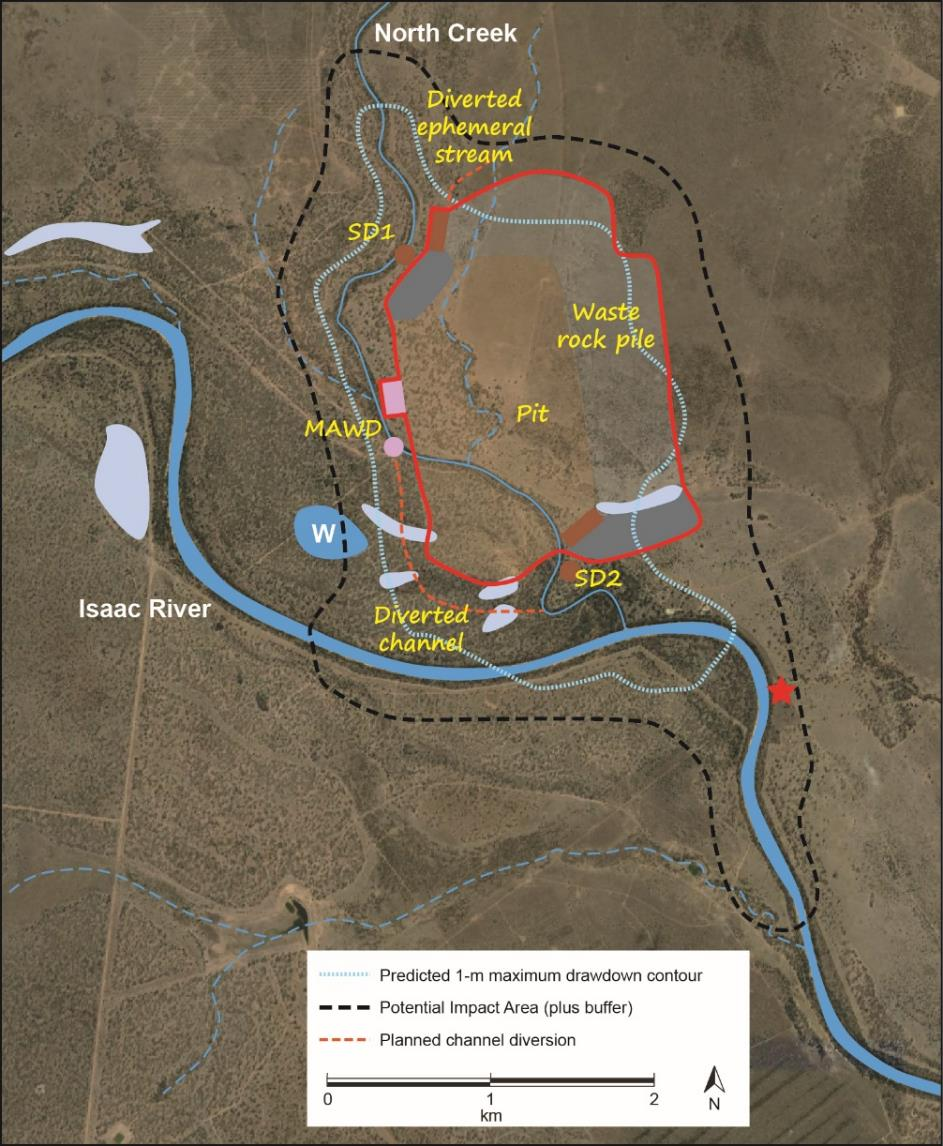 North Creek
Diverted
ephemeral
stream
SD1
Waste
rock pile
Pit
MAWD
W
SD2
Isaac River
Diverted
channel
Predicted 1-m maximum drawdown contour
Potential Impact Area (plus buffer)
Planned channel diversion
0 1 2
km
N